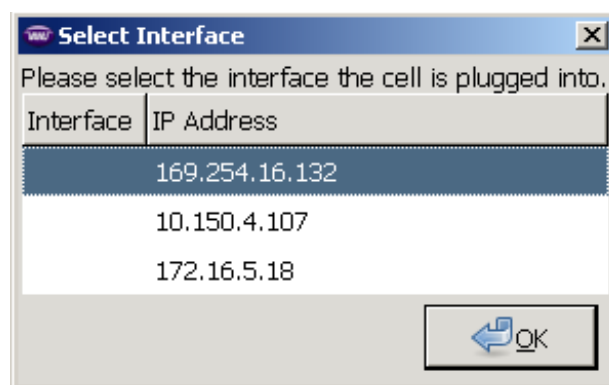 Select Interface
Please select the interface the cell is plugged into.
Interface IP Address
169.254.16.132
10.150.4.107
172.16.5.18
OK